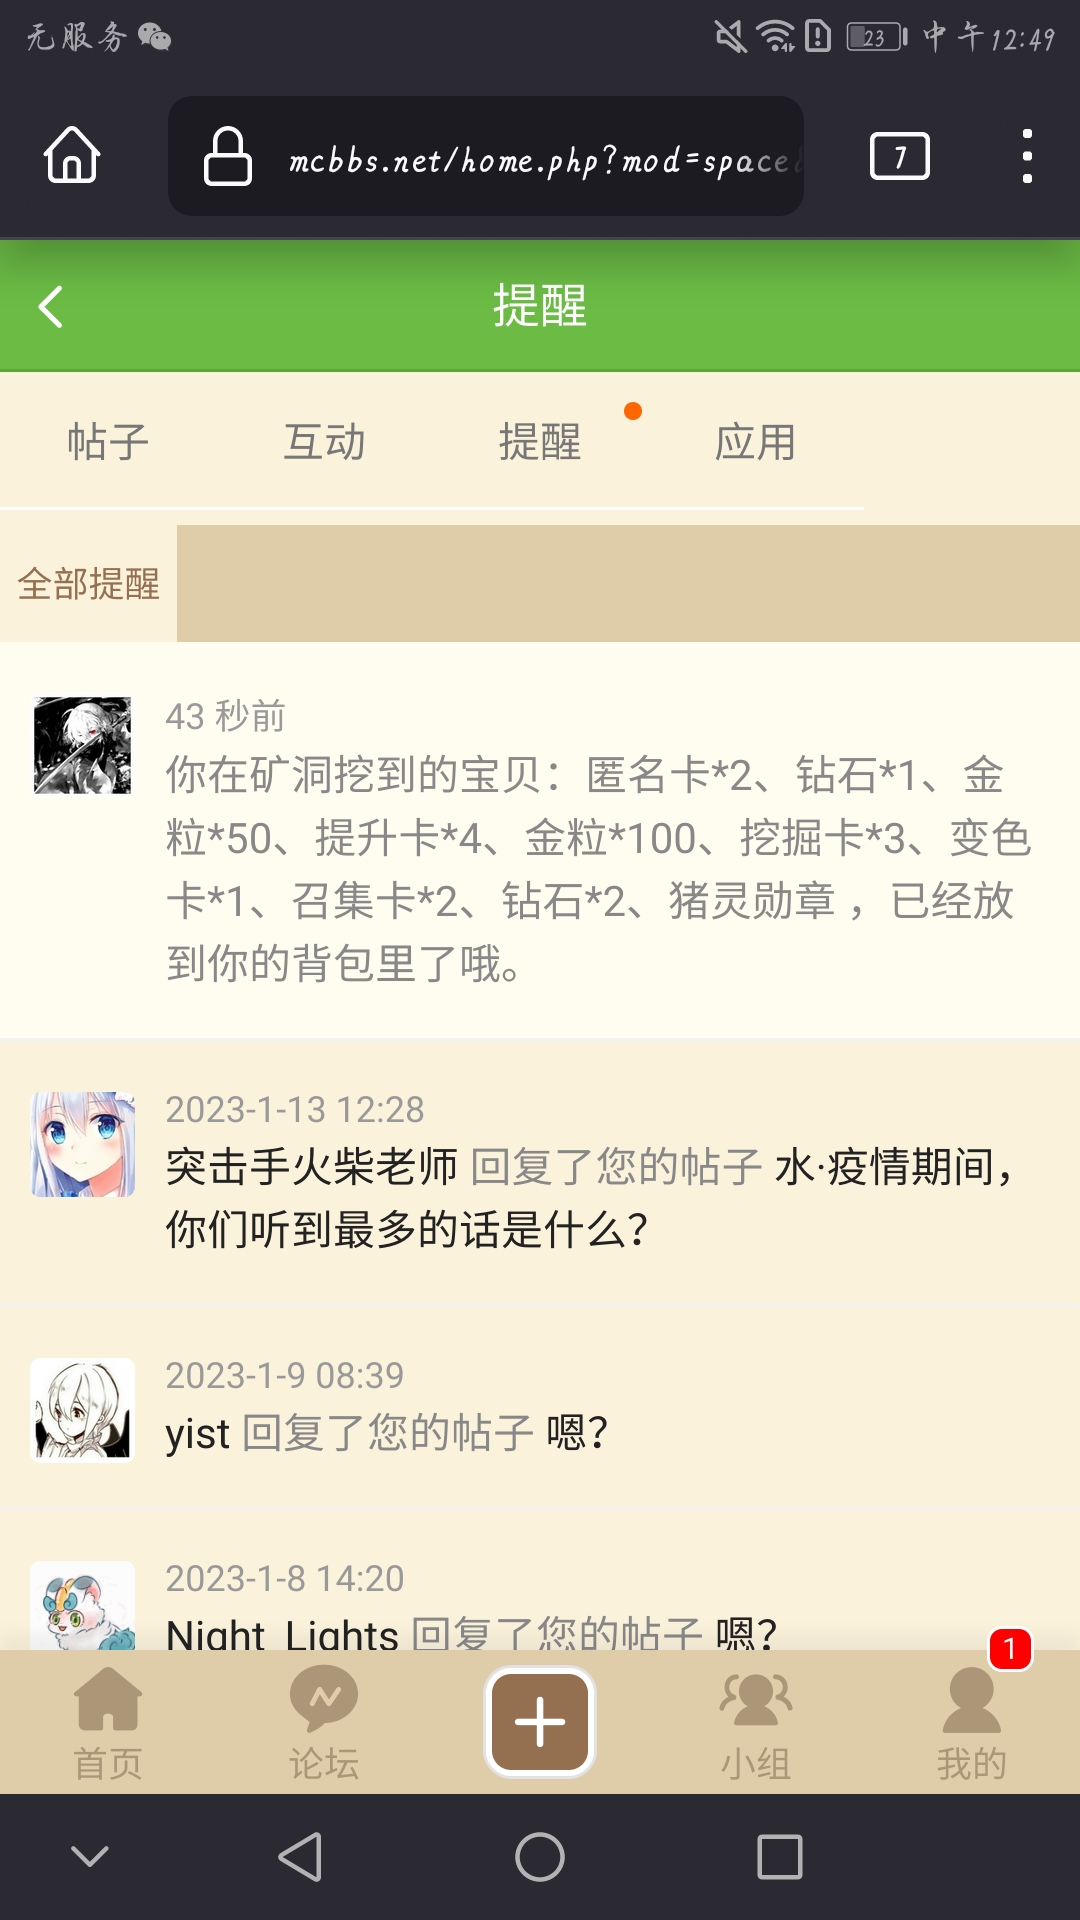 无服务
23 中午12:49
mcbbs.net/home.php?mod=space
7
提醒
帖子 互动 提醒 应用
全部提醒
43 秒前
你在矿洞挖到的宝贝：匿名卡*2、钻石*1、金
粒*50、提升卡*4、金粒*100、挖掘卡*3、变色
卡*1、召集卡*2、钻石*2、猪灵勋章 ，已经放
到你的背包里了哦。
2023-1-13 12:28
突击手火柴老师 回复了您的帖子 水·疫情期间，
你们听到最多的话是什么？
2023-1-9 08:39
yist 回复了您的帖子 嗯？
2023-1-8 14:20
Night_Lights 回复了您的帖子 嗯？
1
首页 论坛 小组 我的